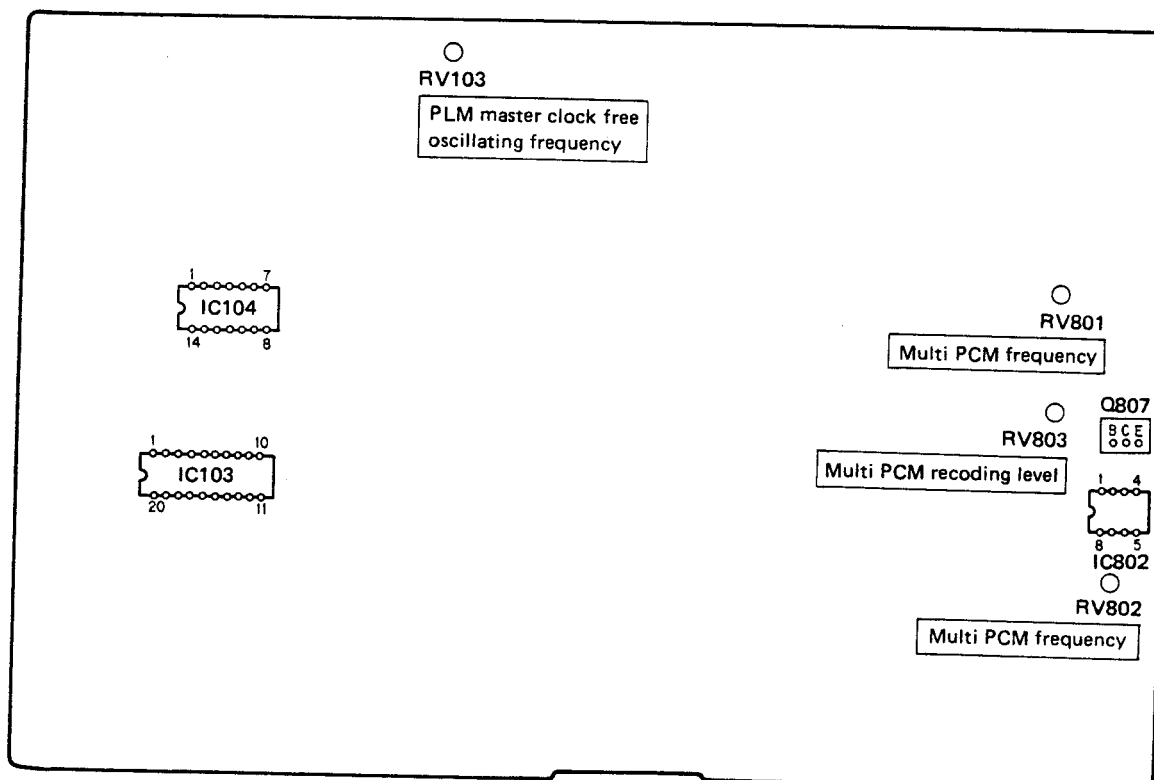 RV103
PLM master clock free
oscillating frequency
1 7
IC104
14 8
RV801
Multi PCM frequency
Q807
B C E
RV803
Multi PCM recoding level
1 10
IC103
20 11
1 4
8 5
IC802
RV802
Multi PCM frequency